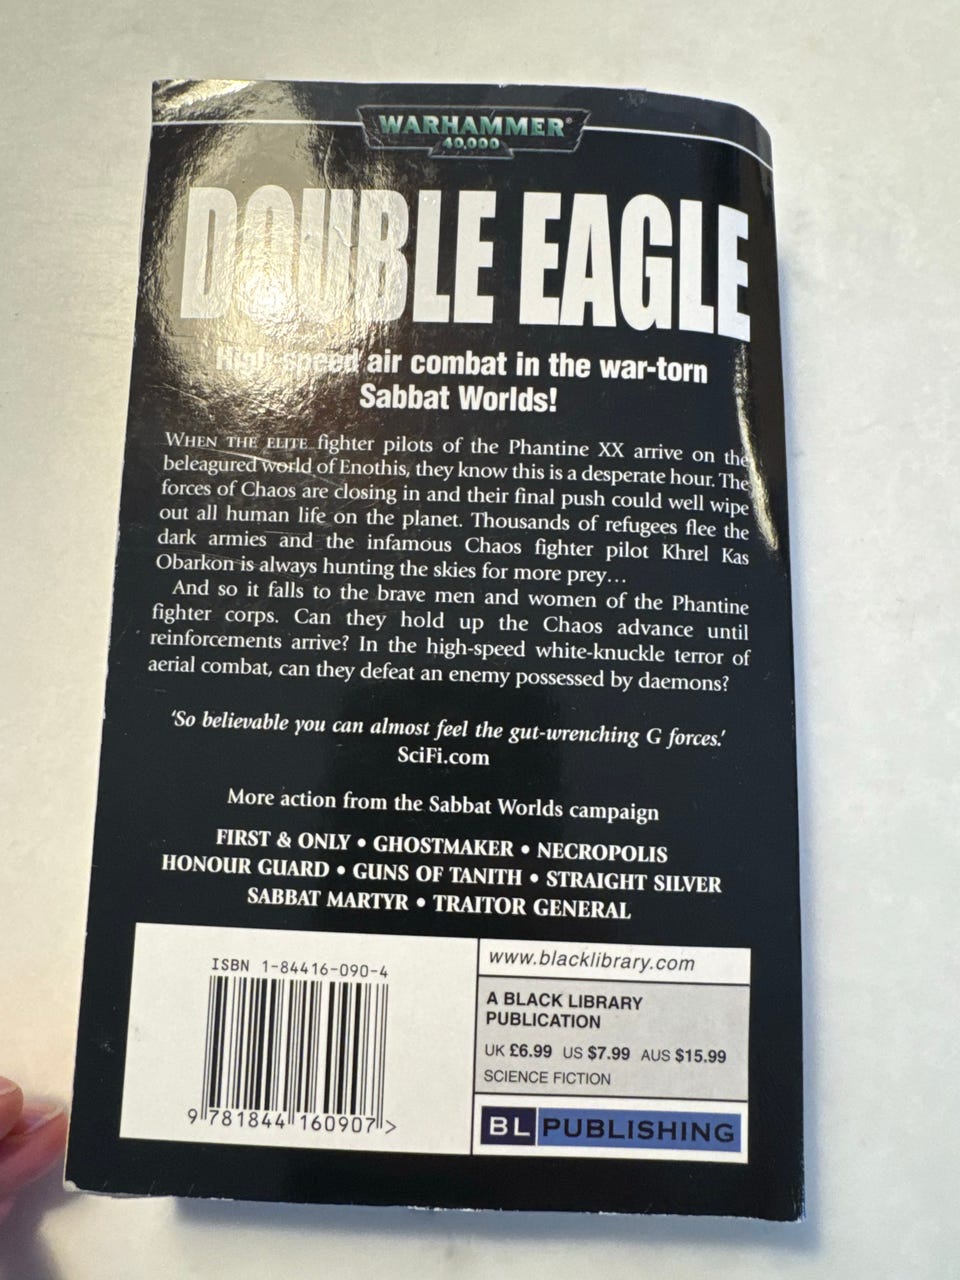 WARHAMMER®
40,000
DOUBLE EAGLE
High-speed air combat in the war-torn
Sabbat Worlds!
WHEN THE ELITE fighter pilots of the Phantine XX arrive on the
beleagured world of Enothis, they know this is a desperate hour. The
forces of Chaos are closing in and their final push could well wipe
out all human life on the planet. Thousands of refugees flee the
dark armies and the infamous Chaos fighter pilot Khrel Kas
Obarkon is always hunting the skies for more prey...
And so it falls to the brave men and women of the Phantine
fighter corps. Can they hold up the Chaos advance until
reinforcements arrive? In the high-speed white-knuckle terror of
aerial combat, can they defeat an enemy possessed by daemons?
'So believable you can almost feel the gut-wrenching G forces.'
SciFi.com
More action from the Sabbat Worlds campaign
FIRST & ONLY • GHOSTMAKER • NECROPOLIS
HONOUR GUARD • GUNS OF TANITH • STRAIGHT SILVER
SABBAT MARTYR • TRAITOR GENERAL
ISBN 1-84416-090-4
9 781844 160907 >
www.blacklibrary.com
A BLACK LIBRARY
PUBLICATION
UK £6.99 US $7.99 AUS $15.99
SCIENCE FICTION
BL PUBLISHING